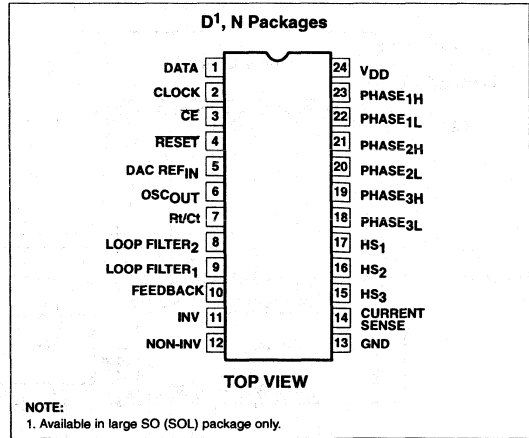 D1, N Packages
DATA 1 24 VDD
CLOCK 2 23 PHASE1H
CE 3 22 PHASE1L
RESET 4 21 PHASE2H
DAC REFIN 5 20 PHASE2L
OSCOUT 6 19 PHASE3H
Rt/Ct 7 18 PHASE3L
LOOP FILTER2 8 17 HS1
LOOP FILTER1 9 16 HS2
FEEDBACK 10 15 HS3
INV 11 14 CURRENT SENSE
NON-INV 12 13 GND
TOP VIEW
NOTE:
1. Available in large SO (SOL) package only.